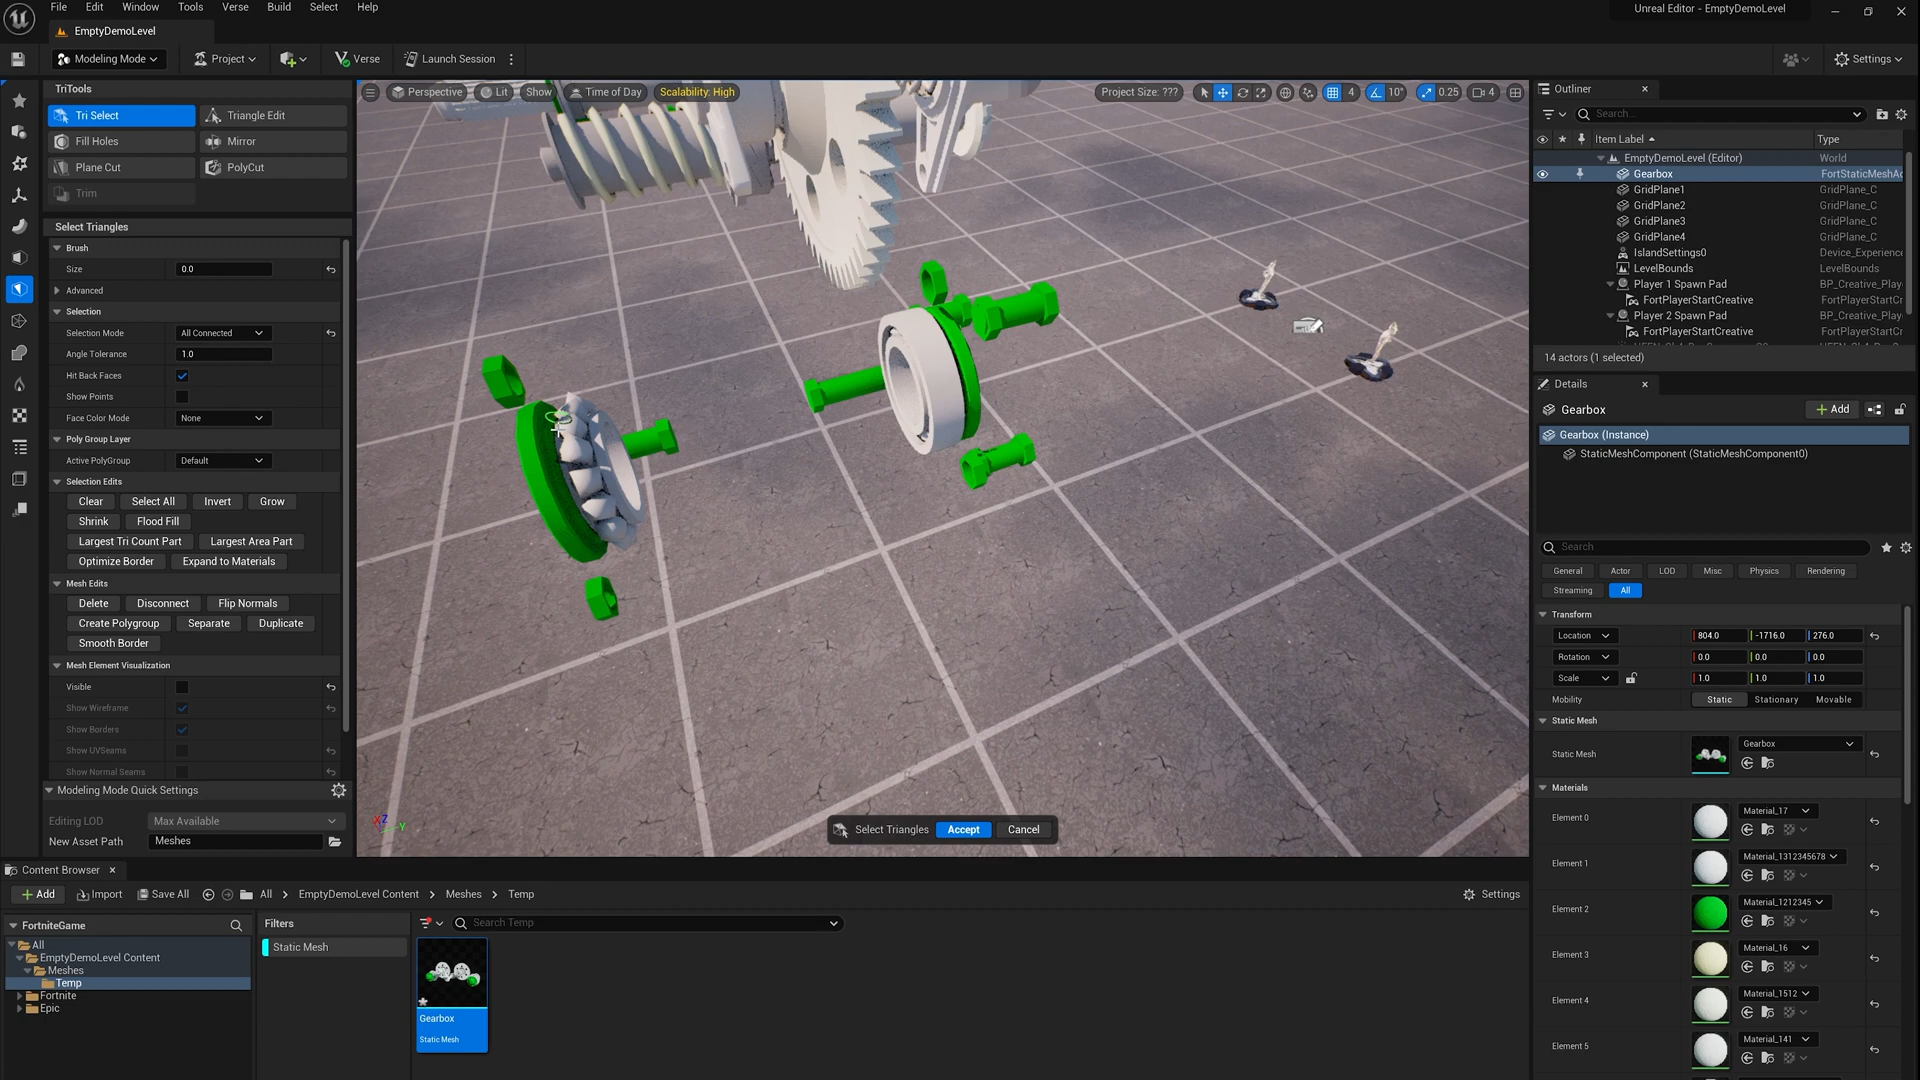 File Edit Window Tools Verse Build Select Help
Unreal Editor - EmptyDemoLevel
EmptyDemoLevel
Modeling Mode Project Verse Launch Session Settings
TriTools
Tri Select Triangle Edit
Fill Holes Mirror
Plane Cut PolyCut
Trim
Select Triangles
Brush
Size 0.0
Advanced
Selection
Selection Mode All Connected
Angle Tolerance 1.0
Hit Back Faces
Show Points
Face Color Mode None
Poly Group Layer
Active PolyGroup Default
Selection Edits
Clear Select All Invert Grow
Shrink Flood Fill
Largest Tri Count Part Largest Area Part
Optimize Border Expand to Materials
Mesh Edits
Delete Disconnect Flip Normals
Create Polygroup Separate Duplicate
Smooth Border
Mesh Element Visualization
Visible
Show Wireframe
Show Borders
Show UVSeams
Show Normal Seams
Modeling Mode Quick Settings
Editing LOD Max Available
New Asset Path Meshes
Perspective Lit Show Time of Day Scalability: High Project Size: ??? 4 10° 0.25 4
X Z Y
Select Triangles Accept Cancel
Outliner
Search...
Item Label Type
EmptyDemoLevel (Editor) World
Gearbox FortStaticMeshAc
GridPlane1 GridPlane_C
GridPlane2 GridPlane_C
GridPlane3 GridPlane_C
GridPlane4 GridPlane_C
IslandSettings0 Device_Experience
LevelBounds LevelBounds
Player 1 Spawn Pad BP_Creative_Play
FortPlayerStartCreative FortPlayerStartCr
Player 2 Spawn Pad BP_Creative_Play
FortPlayerStartCreative FortPlayerStartCr
14 actors (1 selected)
Details
Gearbox Add
Gearbox (Instance)
StaticMeshComponent (StaticMeshComponent0)
Search
General Actor LOD Misc Physics Rendering
Streaming All
Transform
Location 804.0 -1716.0 276.0
Rotation 0.0 0.0 0.0
Scale 1.0 1.0 1.0
Mobility Static Stationary Movable
Static Mesh
Static Mesh Gearbox
Materials
Element 0 Material_17
Element 1 Material_1312345678
Element 2 Material_1212345
Element 3 Material_16
Element 4 Material_1512
Element 5 Material_141
Content Browser
Add Import Save All All EmptyDemoLevel Content Meshes Temp Settings
FortniteGame
All
EmptyDemoLevel Content
Meshes
Temp
Fortnite
Epic
Filters
Static Mesh
Search Temp
Gearbox
Static Mesh